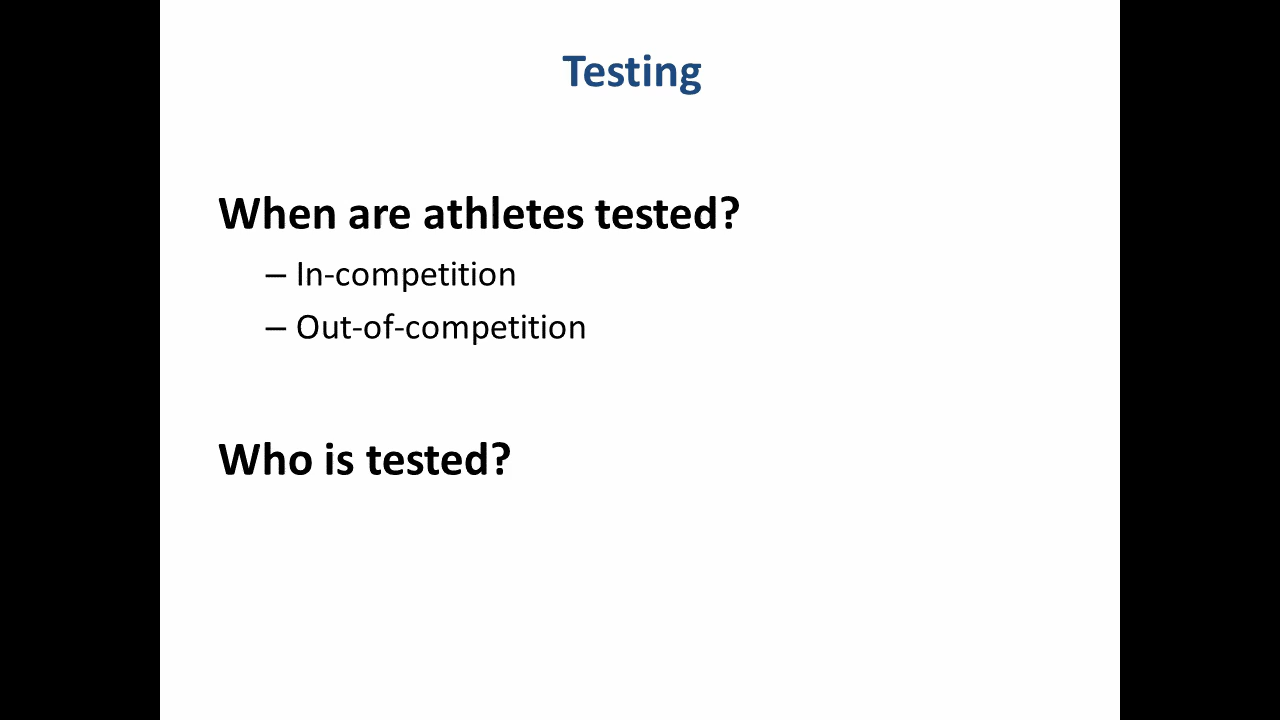 Testing
When are athletes tested?
– In-competition
– Out-of-competition
Who is tested?